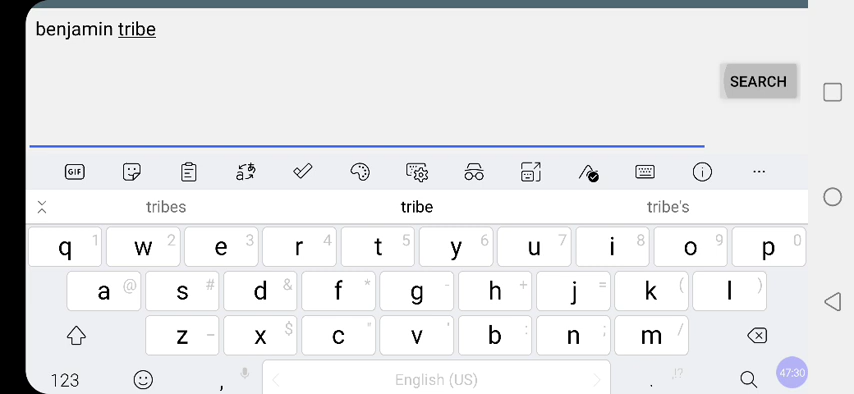 benjamin tribe
SEARCH
GIF
tribes tribe tribe's
q 1 w 2 e 3 r 4 t 5 y 6 u 7 i 8 o 9 p 0
a @ s # d & f * g - h + j = k ( l )
z _ x $ c " v ' b : n ; m /
123 , English (US) . .!?
47:30